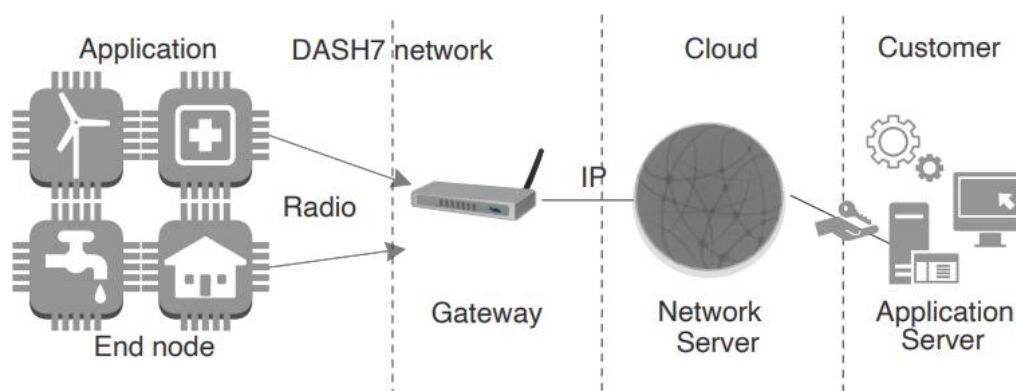 Application
DASH7 network
Cloud
Customer
Radio
IP
End node
Gateway
Network
Server
Application
Server